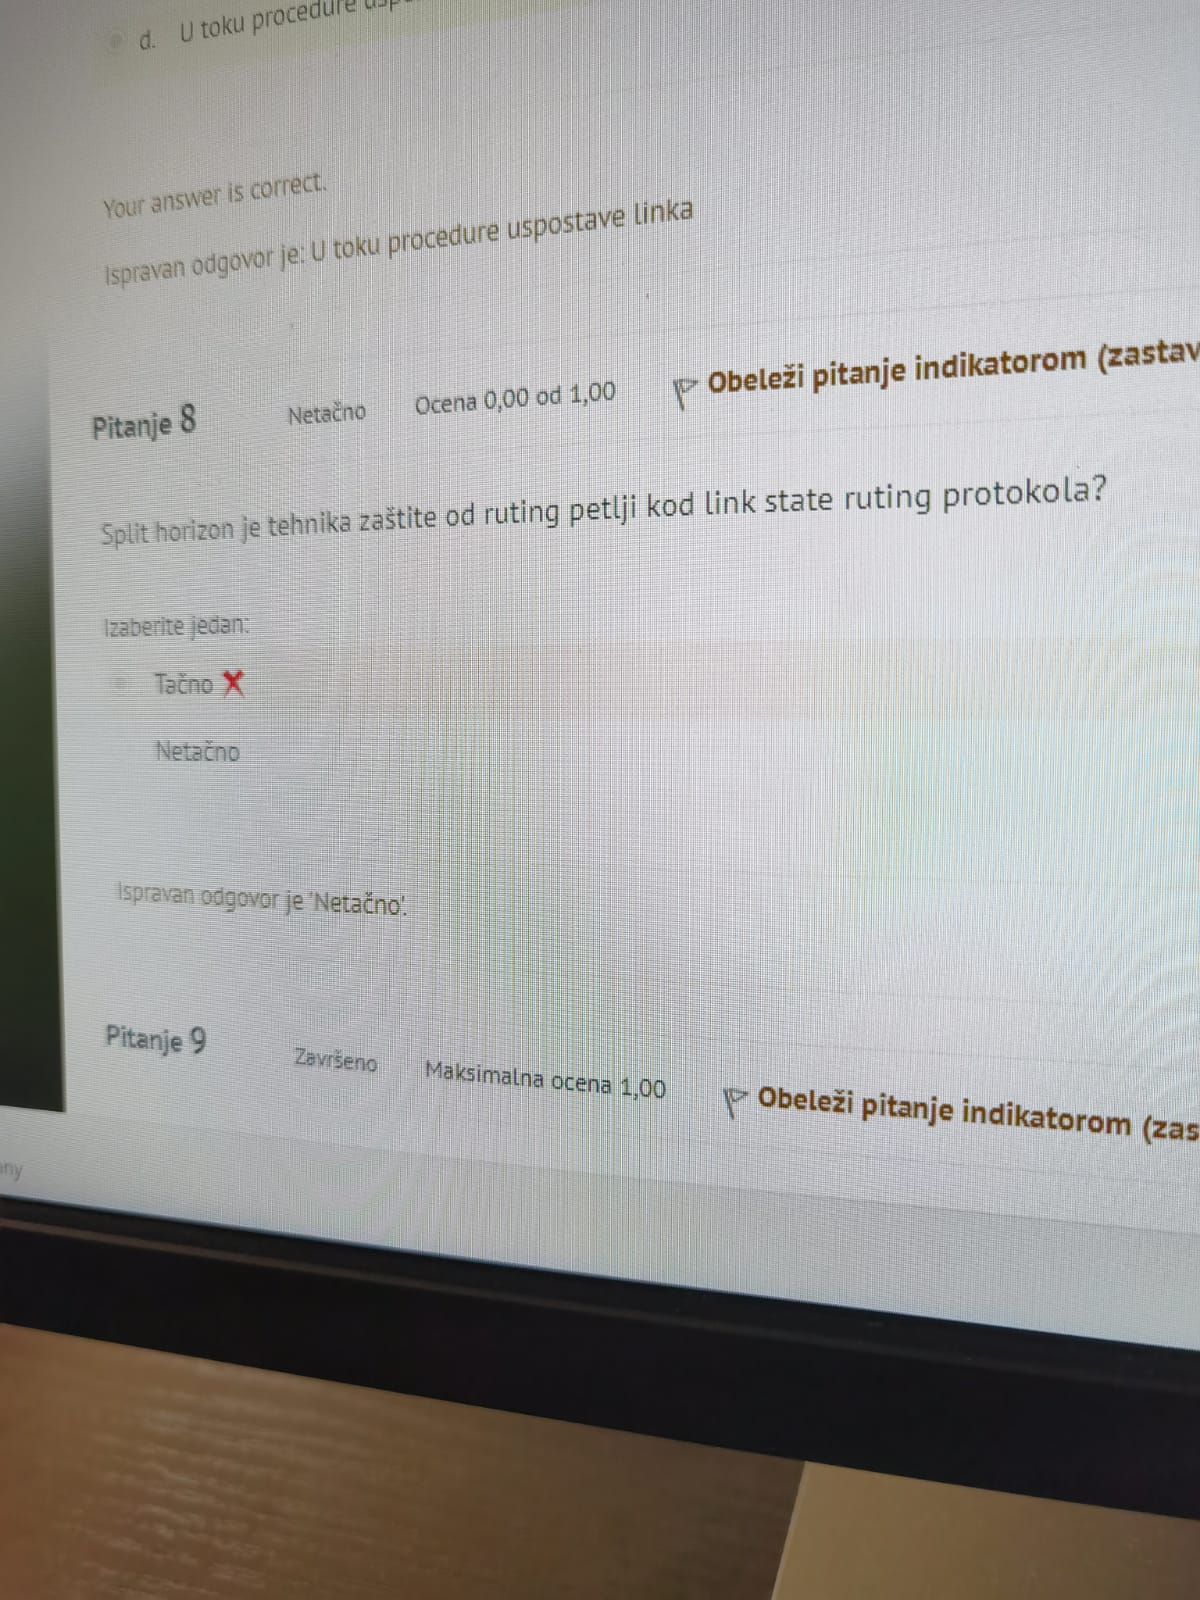 d. U toku procedure
Your answer is correct.
Ispravan odgovor je: U toku procedure uspostave linka
Pitanje 8 Netačno Ocena 0,00 od 1,00 Obeleži pitanje indikatorom (zastav
Split horizon je tehnika zaštite od ruting petlji kod link state ruting protokola?
Izaberite jedan:
Tačno
Netačno
Ispravan odgovor je 'Netačno'.
Pitanje 9 Završeno Maksimalna ocena 1,00 Obeleži pitanje indikatorom (zas